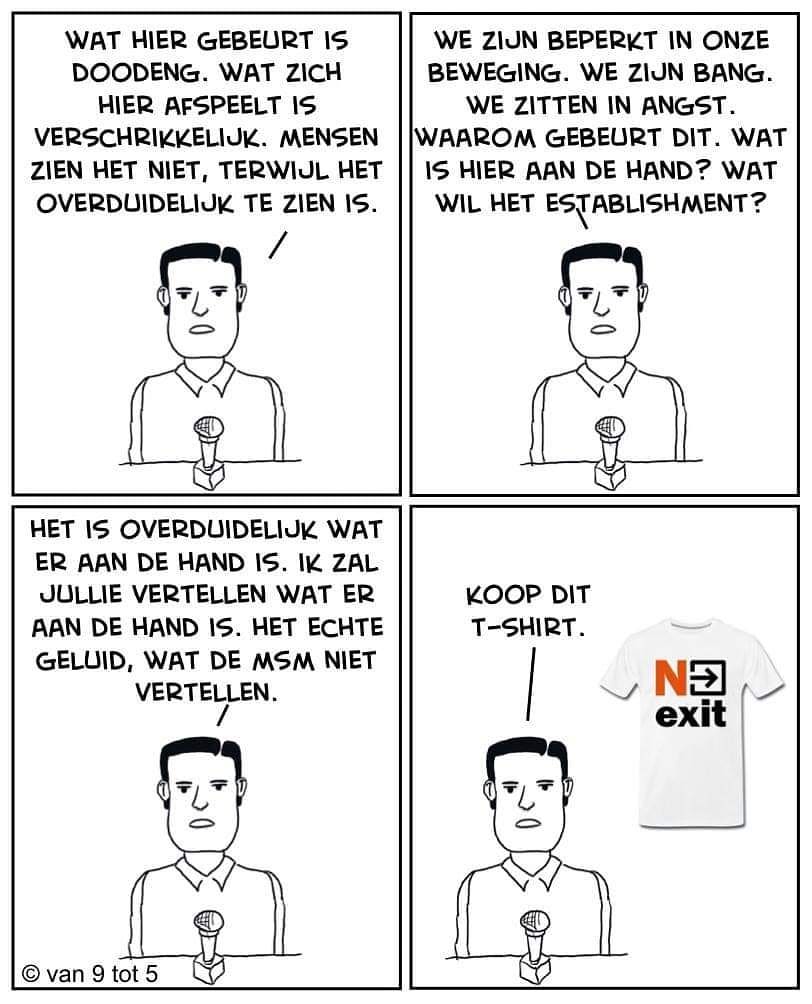 WAT HIER GEBEURT IS
DOODENG. WAT ZICH
HIER AFSPEELT IS
VERSCHRIKKELIJK. MENSEN
ZIEN HET NIET, TERWIJL HET
OVERDUIDELIJK TE ZIEN IS.
WE ZIJN BEPERKT IN ONZE
BEWEGING. WE ZIJN BANG.
WE ZITTEN IN ANGST.
WAAROM GEBEURT DIT. WAT
IS HIER AAN DE HAND? WAT
WIL HET ESTABLISHMENT?
HET IS OVERDUIDELIJK WAT
ER AAN DE HAND IS. IK ZAL
JULLIE VERTELLEN WAT ER
AAN DE HAND IS. HET ECHTE
GELUID, WAT DE MSM NIET
VERTELLEN.
© van 9 tot 5
KOOP DIT
T-SHIRT.
N
exit